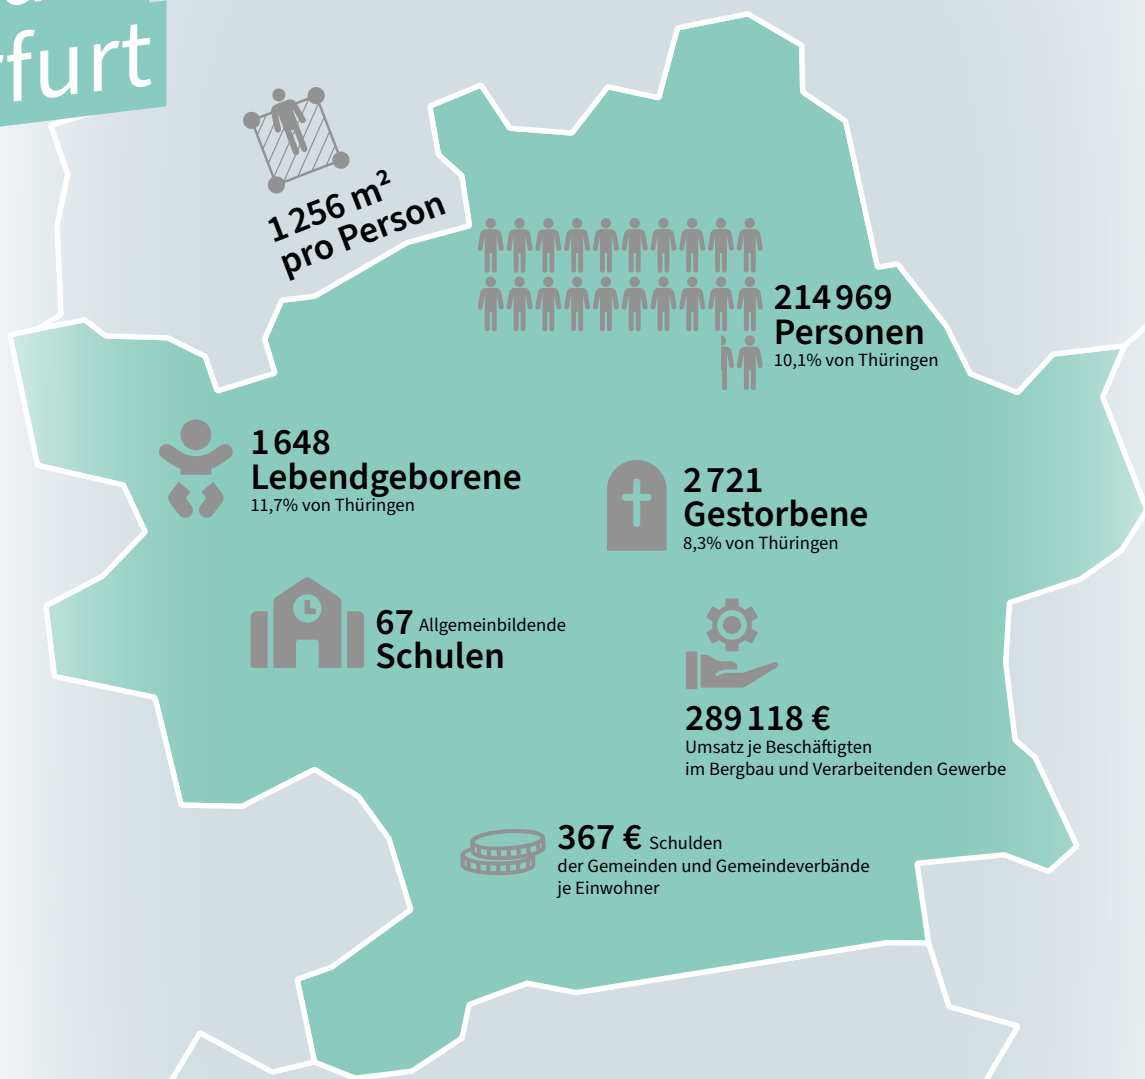 rfurt
1 256 m²
pro Person
214 969
Personen
10,1% von Thüringen
1 648
Lebendgeborene
11,7% von Thüringen
2 721
Gestorbene
8,3% von Thüringen
67 Allgemeinbildende
Schulen
289 118 €
Umsatz je Beschäftigten
im Bergbau und Verarbeitenden Gewerbe
367 € Schulden
der Gemeinden und Gemeindeverbände
je Einwohner